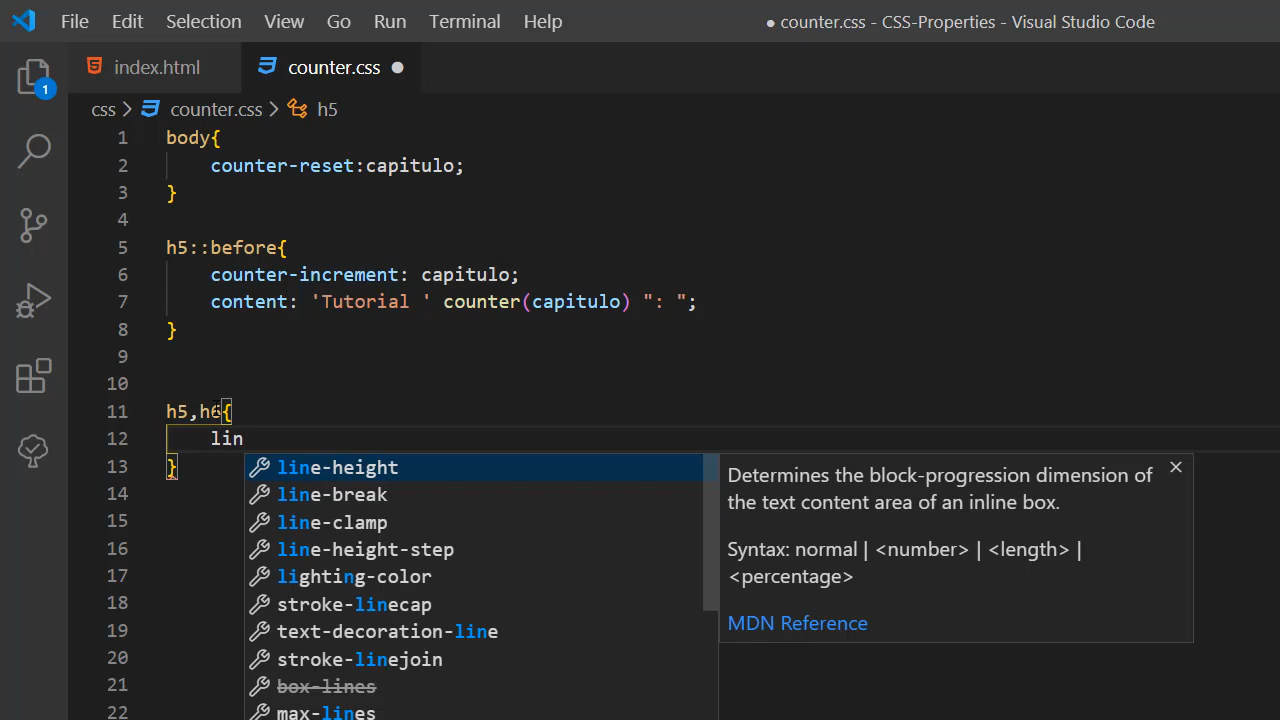 File Edit Selection View Go Run Terminal Help ● counter.css - CSS-Properties - Visual Studio Code
index.html counter.css ●
1
css > counter.css > h5
1 body{
2 counter-reset:capitulo;
3 }
4
5 h5::before{
6 counter-increment: capitulo;
7 content: 'Tutorial ' counter(capitulo) ": ";
8 }
9
10
11 h5,h6{
12 lin
13 }
14
15
16
17
18
19
20
21
22
line-height
line-break
line-clamp
line-height-step
lighting-color
stroke-linecap
text-decoration-line
stroke-linejoin
box-lines
max-lines
Determines the block-progression dimension of
the text content area of an inline box.
Syntax: normal | <number> | <length> |
<percentage>
MDN Reference